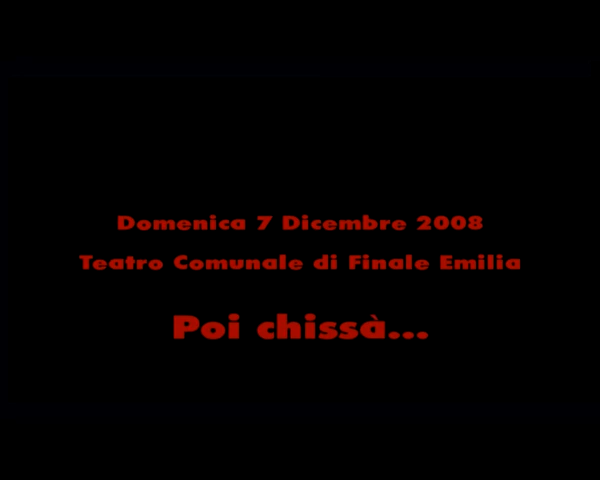 Domenica 7 Dicembre 2008
Teatro Comunale di Finale Emilia
Poi chissà...